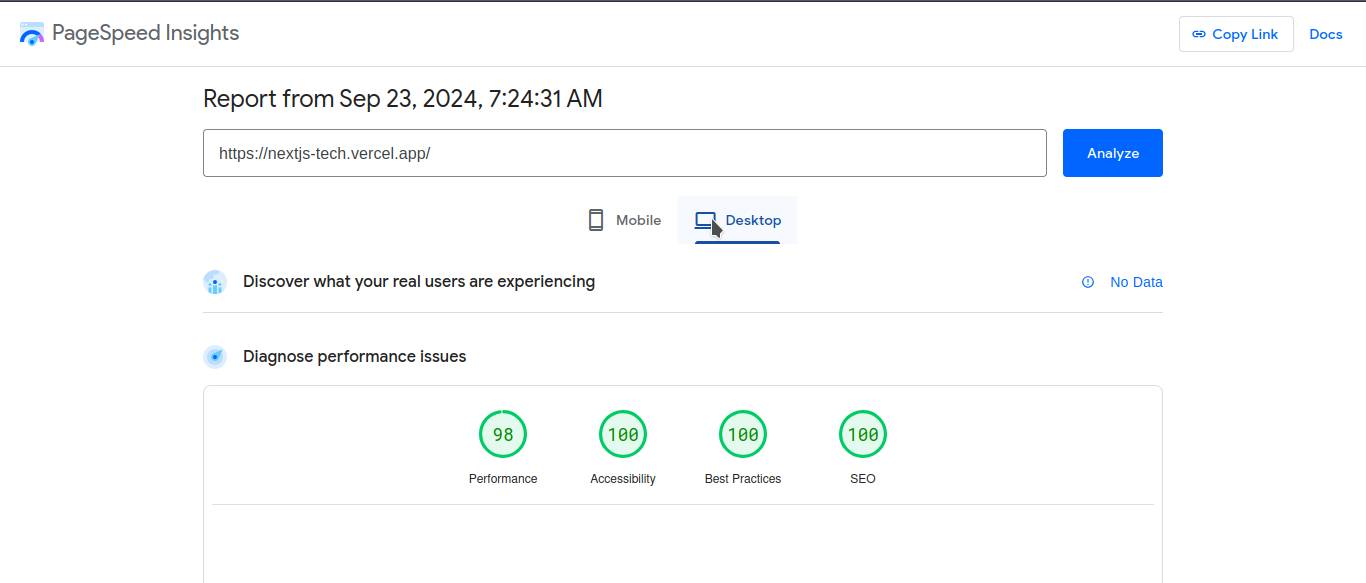 PageSpeed Insights
Copy Link
Docs
Report from Sep 23, 2024, 7:24:31 AM
https://nextjs-tech.vercel.app/
Analyze
Mobile
Desktop
Discover what your real users are experiencing
No Data
Diagnose performance issues
98
100
100
100
Performance
Accessibility
Best Practices
SEO